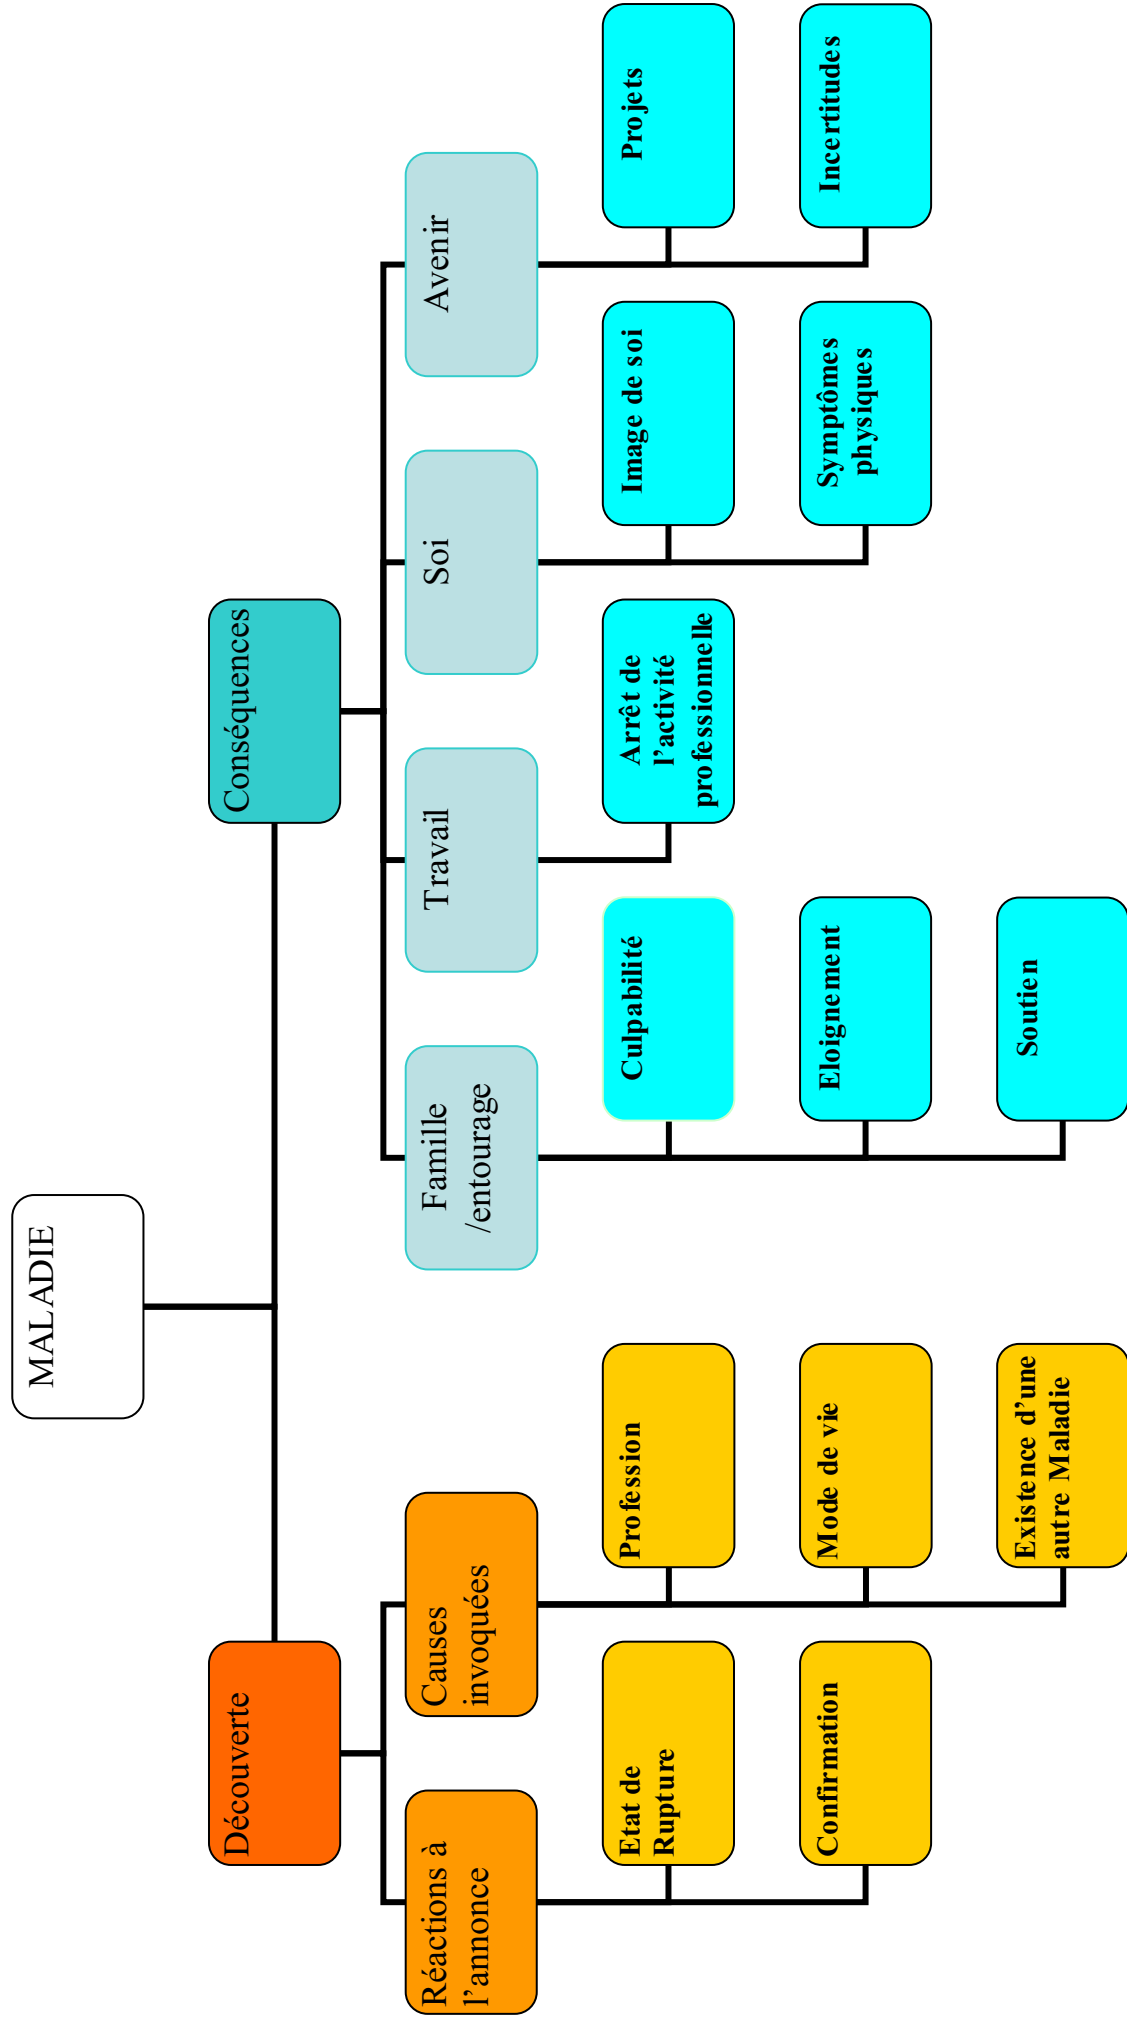 MALADIE
Découverte
Conséquences
Réactions à
l’annonce
Causes
invoquées
Famille
/entourage
Travail
Soi
Avenir
Etat de
Rupture
Confirmation
Profession
Mode de vie
Existence d’une
autre Maladie
Culpabilité
Eloignement
Soutien
Arrêt de
l’activité
professionnelle
Image de soi
Symptômes
physiques
Projets
Incertitudes